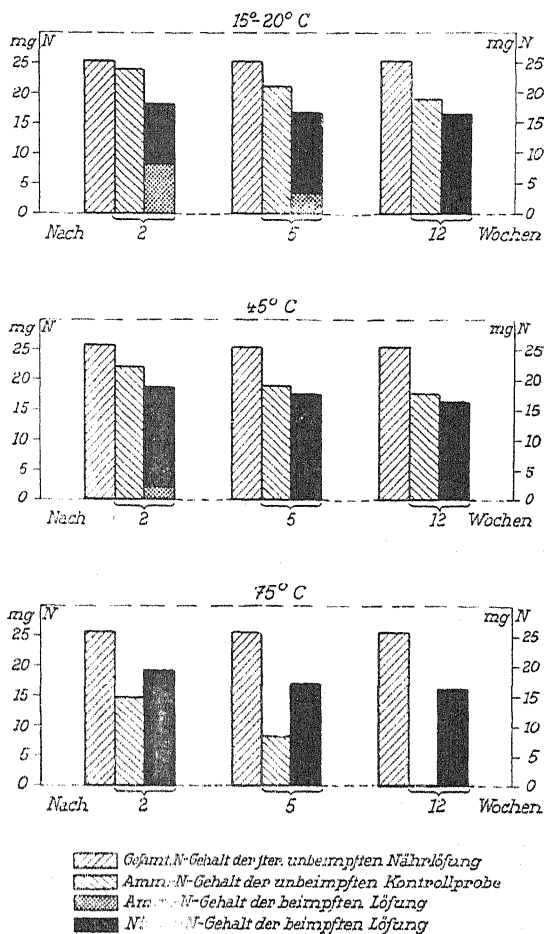 15°-20° C
mg N mg N
25 25
20 20
15 15
10 10
5 5
0 0
Nach 2 5 12 Wochen
45° C
mg N mg N
25 25
20 20
15 15
10 10
5 5
0 0
Nach 2 5 12 Wochen
75° C
mg N mg N
25 25
20 20
15 15
10 10
5 5
0 0
Nach 2 5 12 Wochen
Geſamt.N-Gehalt der ſter. unbeimpften Nährlöſung
Amm.-N-Gehalt der unbeimpften Kontrollprobe
N-Gehalt der beimpften Löſung
N-Gehalt der beimpften Löſung